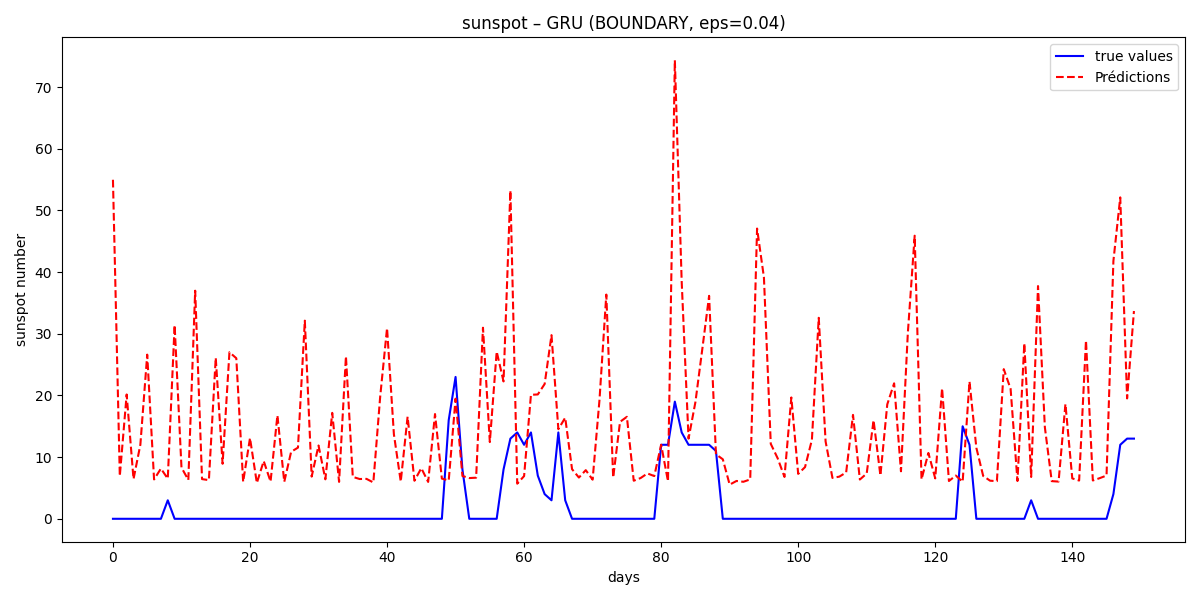 sunspot – GRU (BOUNDARY, eps=0.04)
true values
Prédictions
sunspot number
70
60
50
40
30
20
10
0
0 20 40 60 80 100 120 140
days